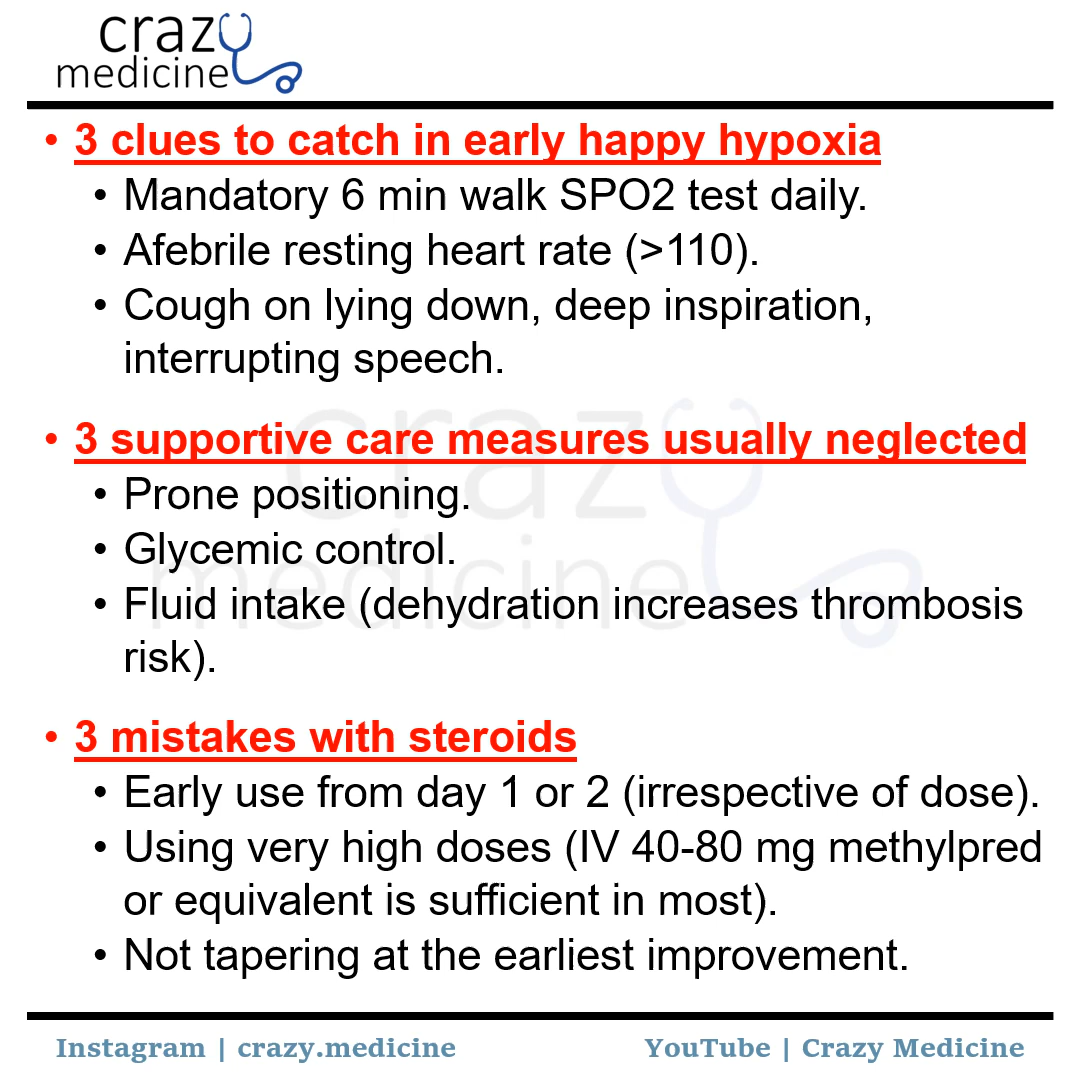 crazy
medicine
• 3 clues to catch in early happy hypoxia
• Mandatory 6 min walk SPO2 test daily.
• Afebrile resting heart rate (>110).
• Cough on lying down, deep inspiration,
interrupting speech.
• 3 supportive care measures usually neglected
• Prone positioning.
• Glycemic control.
• Fluid intake (dehydration increases thrombosis
risk).
• 3 mistakes with steroids
• Early use from day 1 or 2 (irrespective of dose).
• Using very high doses (IV 40-80 mg methylpred
or equivalent is sufficient in most).
• Not tapering at the earliest improvement.
crazy
medicine
Instagram | crazy.medicine
YouTube | Crazy Medicine